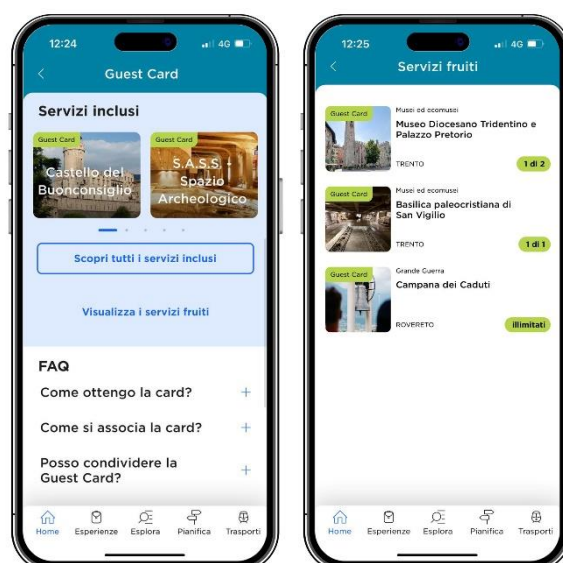 12:24
4G
Guest Card
Servizi inclusi
Guest Card
Castello del
Buonconsiglio
Guest Card
S.A.S.S. -
Spazio
Archeologico
Scopri tutti i servizi inclusi
Visualizza i servizi fruiti
FAQ
Come ottengo la card?
Come si associa la card?
Posso condividere la
Guest Card?
Home
Esperienze
Esplora
Pianifica
Trasporti
12:25
4G
Servizi fruiti
Guest Card
Musei ed ecomusei
Museo Diocesano Tridentino e
Palazzo Pretorio
TRENTO
1 di 2
Guest Card
Musei ed ecomusei
Basilica paleocristiana di
San Vigilio
TRENTO
1 di 1
Guest Card
Grande Guerra
Campana dei Caduti
ROVERETO
illimitati
Home
Esperienze
Esplora
Pianifica
Trasporti